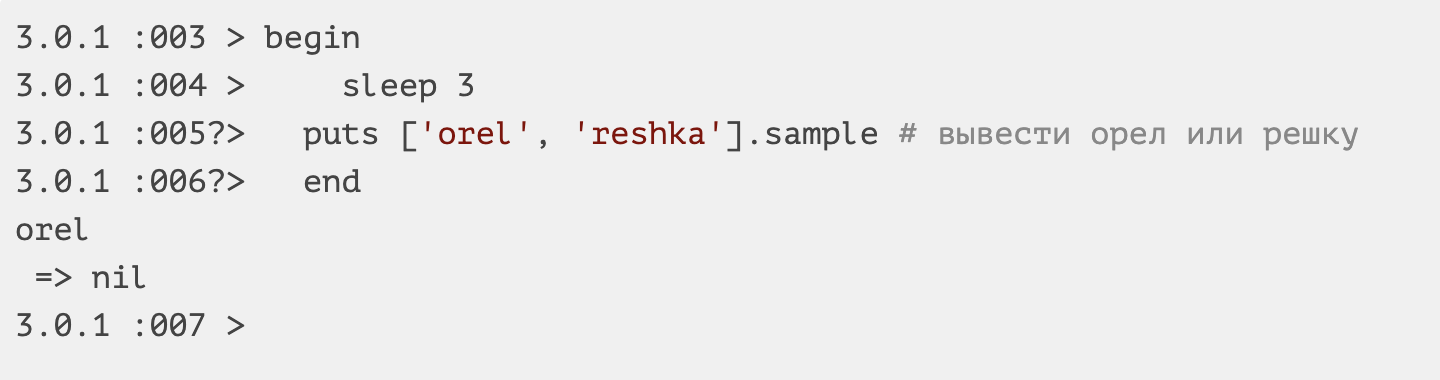 3.0.1 :003 > begin
3.0.1 :004 >     sleep 3
3.0.1 :005?>   puts ['orel', 'reshka'].sample # вывести орел или решку
3.0.1 :006?>   end
orel
 => nil
3.0.1 :007 >